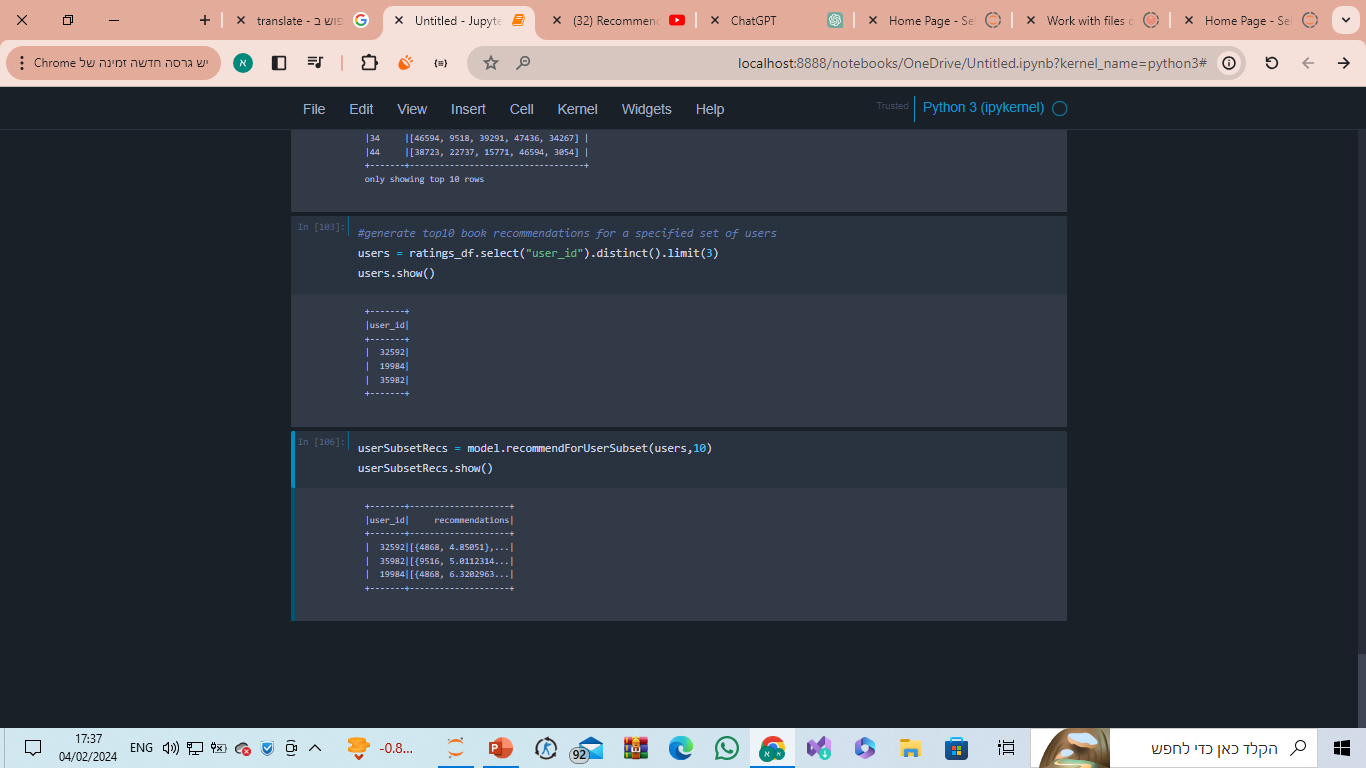 translate - חיפוש ב
Untitled - Jupyte
(32) Recommen
ChatGPT
Home Page - Sel
Work with files o
Home Page - Sel
יש גרסה חדשה זמינה של Chrome
א
localhost:8888/notebooks/OneDrive/Untitled.ipynb?kernel_name=python3#
File Edit View Insert Cell Kernel Widgets Help
Trusted Python 3 (ipykernel)
|34 |[46594, 9518, 39291, 47436, 34267] |
|44 |[38723, 22737, 15771, 46594, 3054] |
+-------+----------------------------------+
only showing top 10 rows
In [103]:
#generate top10 book recommendations for a specified set of users
users = ratings_df.select("user_id").distinct().limit(3)
users.show()
+-------+
|user_id|
+-------+
| 32592|
| 19984|
| 35982|
+-------+
In [106]:
userSubsetRecs = model.recommendForUserSubset(users,10)
userSubsetRecs.show()
+-------+--------------------+
|user_id| recommendations|
+-------+--------------------+
| 32592|[{4868, 4.85051},...|
| 35982|[{9516, 5.0112314...|
| 19984|[{4868, 6.3202963...|
+-------+--------------------+
17:37
04/02/2024
ENG
-0.8...
92
א א
הקלד כאן כדי לחפש